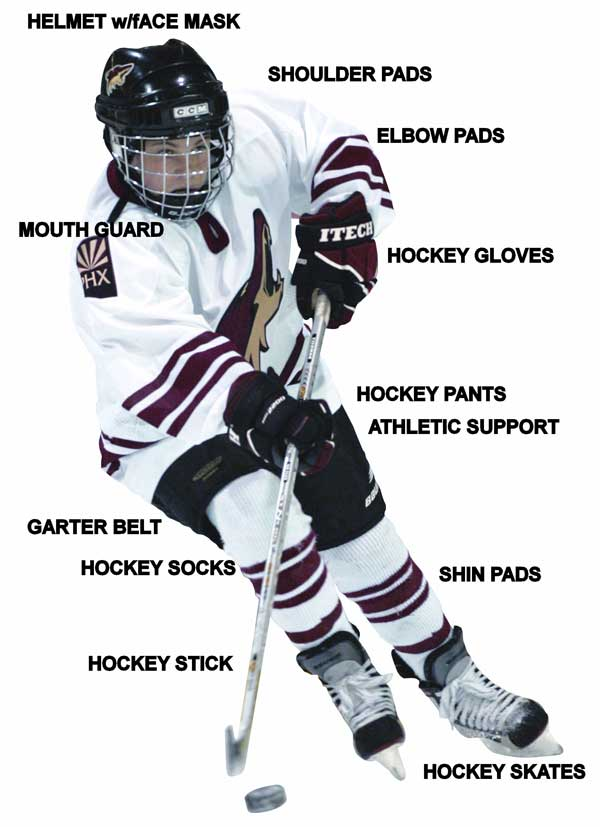 HELMET w/fACE MASK
SHOULDER PADS
CCM
ELBOW PADS
MOUTH GUARD
ITECH
HOCKEY GLOVES
PHX
HOCKEY PANTS
ATHLETIC SUPPORT
GARTER BELT
HOCKEY SOCKS
SHIN PADS
HOCKEY STICK
HOCKEY SKATES